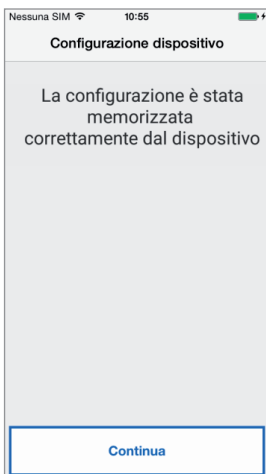 Nessuna SIM 10:55
Configurazione dispositivo
La configurazione è stata
memorizzata
correttamente dal dispositivo
Continua